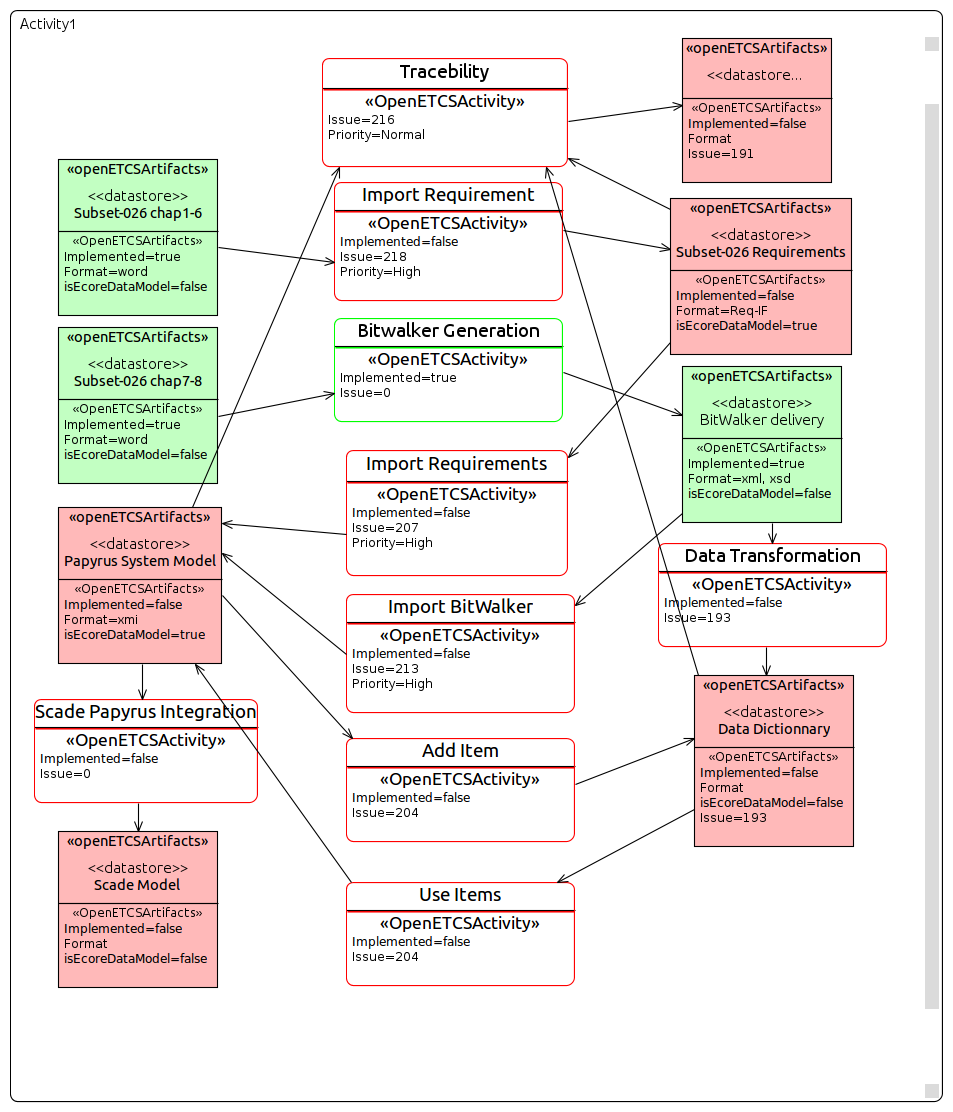 Activity1
Tracebility
«OpenETCSActivity»
Issue=216
Priority=Normal
«openETCSArtifacts»
<<datastore...
«OpenETCSArtifacts»
Implemented=false
Format
Issue=191
«openETCSArtifacts»
<<datastore>>
Subset-026 chap1-6
«OpenETCSArtifacts»
Implemented=true
Format=word
isEcoreDataModel=false
Import Requirement
«OpenETCSActivity»
Implemented=false
Issue=218
Priority=High
«openETCSArtifacts»
<<datastore>>
Subset-026 Requirements
«OpenETCSArtifacts»
Implemented=false
Format=Req-IF
isEcoreDataModel=true
«openETCSArtifacts»
<<datastore>>
Subset-026 chap7-8
«OpenETCSArtifacts»
Implemented=true
Format=word
isEcoreDataModel=false
Bitwalker Generation
«OpenETCSActivity»
Implemented=true
Issue=0
«openETCSArtifacts»
<<datastore>>
BitWalker delivery
«OpenETCSArtifacts»
Implemented=true
Format=xml, xsd
isEcoreDataModel=false
Import Requirements
«OpenETCSActivity»
Implemented=false
Issue=207
Priority=High
«openETCSArtifacts»
<<datastore>>
Papyrus System Model
«OpenETCSArtifacts»
Implemented=false
Format=xmi
isEcoreDataModel=true
Data Transformation
«OpenETCSActivity»
Implemented=false
Issue=193
Import BitWalker
«OpenETCSActivity»
Implemented=false
Issue=213
Priority=High
«openETCSArtifacts»
<<datastore>>
Data Dictionnary
«OpenETCSArtifacts»
Implemented=false
Format
isEcoreDataModel=false
Issue=193
Scade Papyrus Integration
«OpenETCSActivity»
Implemented=false
Issue=0
Add Item
«OpenETCSActivity»
Implemented=false
Issue=204
«openETCSArtifacts»
<<datastore>>
Scade Model
«OpenETCSArtifacts»
Implemented=false
Format
isEcoreDataModel=false
Use Items
«OpenETCSActivity»
Implemented=false
Issue=204